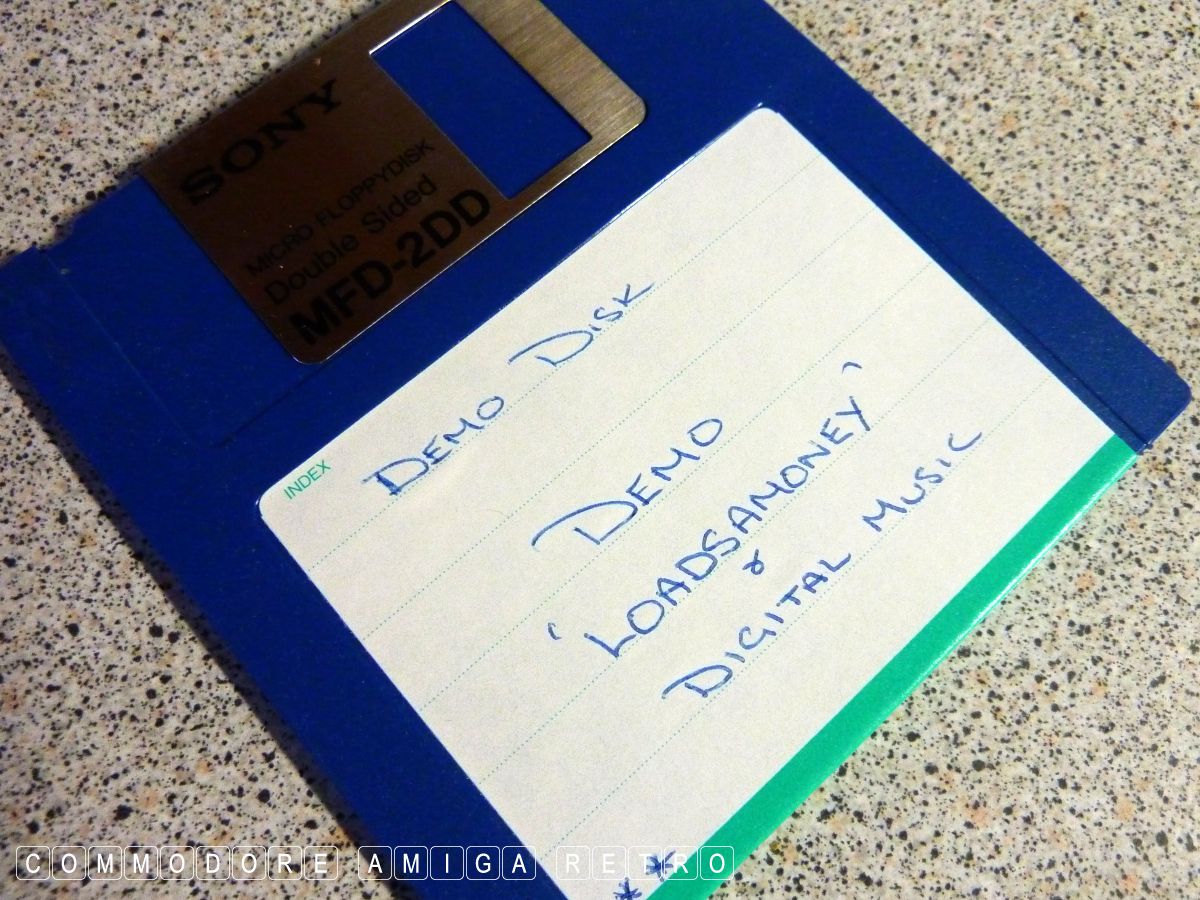 SONY
MICRO FLOPPYDISK
Double Sided
MFD-2DD
INDEX
DEMO DISK
DEMO
'LOADSAMONEY'
&
DIGITAL MUSIC
**
COMMODORE AMIGA RETRO